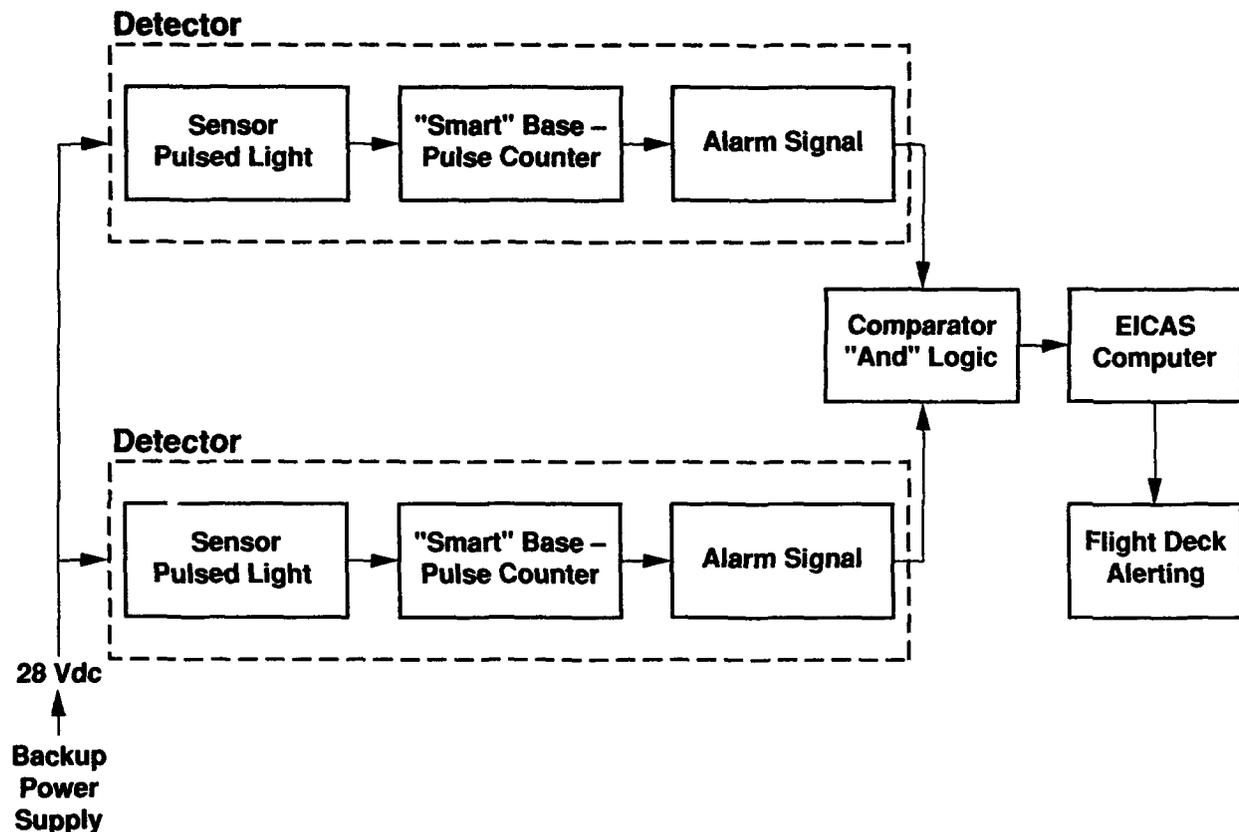 Detector
Sensor
Pulsed Light
"Smart" Base –
Pulse Counter
Alarm Signal
Comparator
"And" Logic
EICAS
Computer
Detector
Sensor
Pulsed Light
"Smart" Base –
Pulse Counter
Alarm Signal
Flight Deck
Alerting
28 Vdc
Backup
Power
Supply